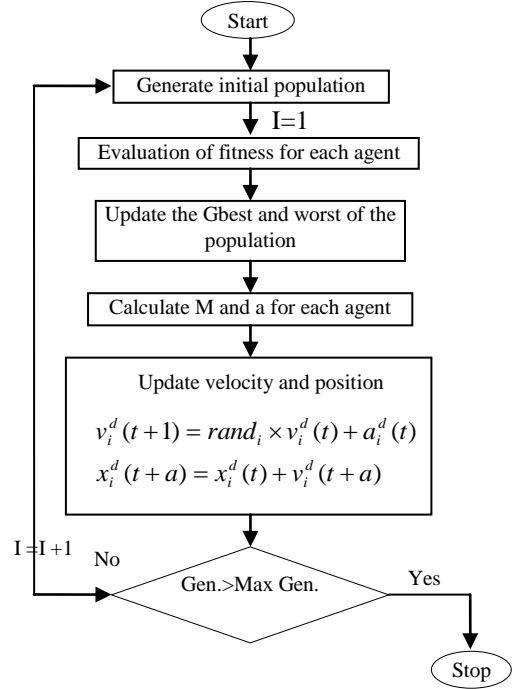 Start
Generate initial population
I=1
Evaluation of fitness for each agent
Update the Gbest and worst of the
population
Calculate M and a for each agent
Update velocity and position
v_i^d (t+1) = rand_i × v_i^d (t) + a_i^d (t)
x_i^d (t+a) = x_i^d (t) + v_i^d (t+a)
I =I +1
No
Gen.>Max Gen.
Yes
Stop